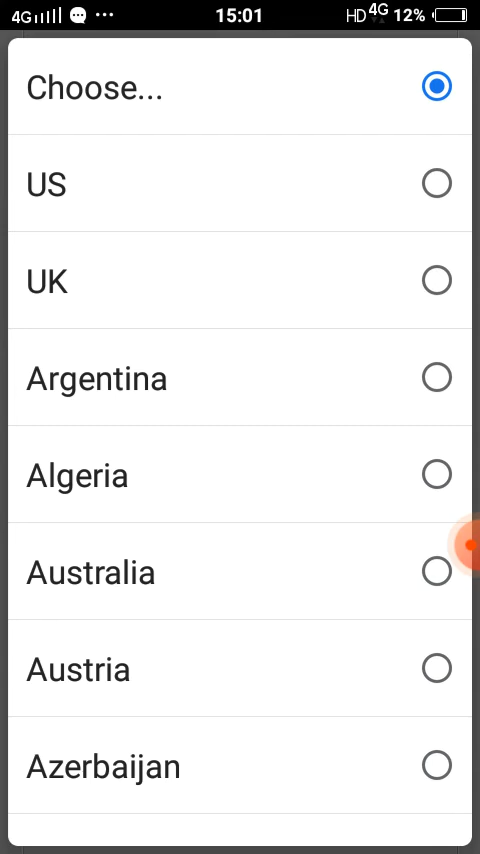 4G 15:01 HD 4G 12%
Choose...
US
UK
Argentina
Algeria
Australia
Austria
Azerbaijan